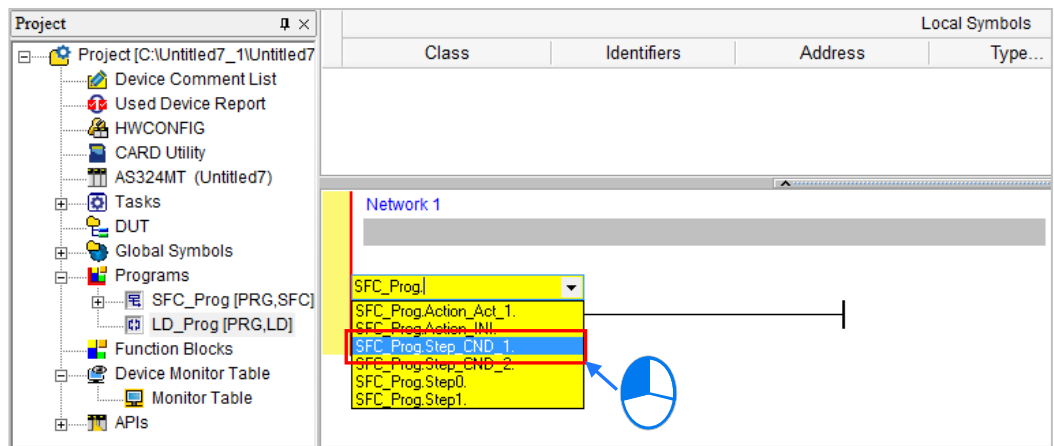 Project
Project [C:\Untitled7_1\Untitled7
Device Comment List
Used Device Report
HWCONFIG
CARD Utility
AS324MT (Untitled7)
Tasks
DUT
Global Symbols
Programs
SFC_Prog [PRG,SFC]
LD_Prog [PRG,LD]
Function Blocks
Device Monitor Table
Monitor Table
APIs
Local Symbols
Class Identifiers Address Type...
Network 1
SFC_Prog.
SFC_Prog.Action_Act_1.
SFC_Prog.Action_INI.
SFC_Prog.Step_CND_1.
SFC_Prog.Step_CND_2.
SFC_Prog.Step0.
SFC_Prog.Step1.